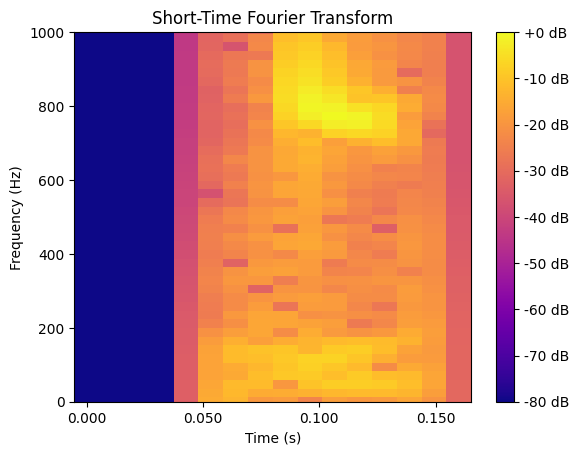 Short-Time Fourier Transform
1000
800
600
400
200
0
Frequency (Hz)
0.000
0.050
0.100
0.150
Time (s)
+0 dB
-10 dB
-20 dB
-30 dB
-40 dB
-50 dB
-60 dB
-70 dB
-80 dB